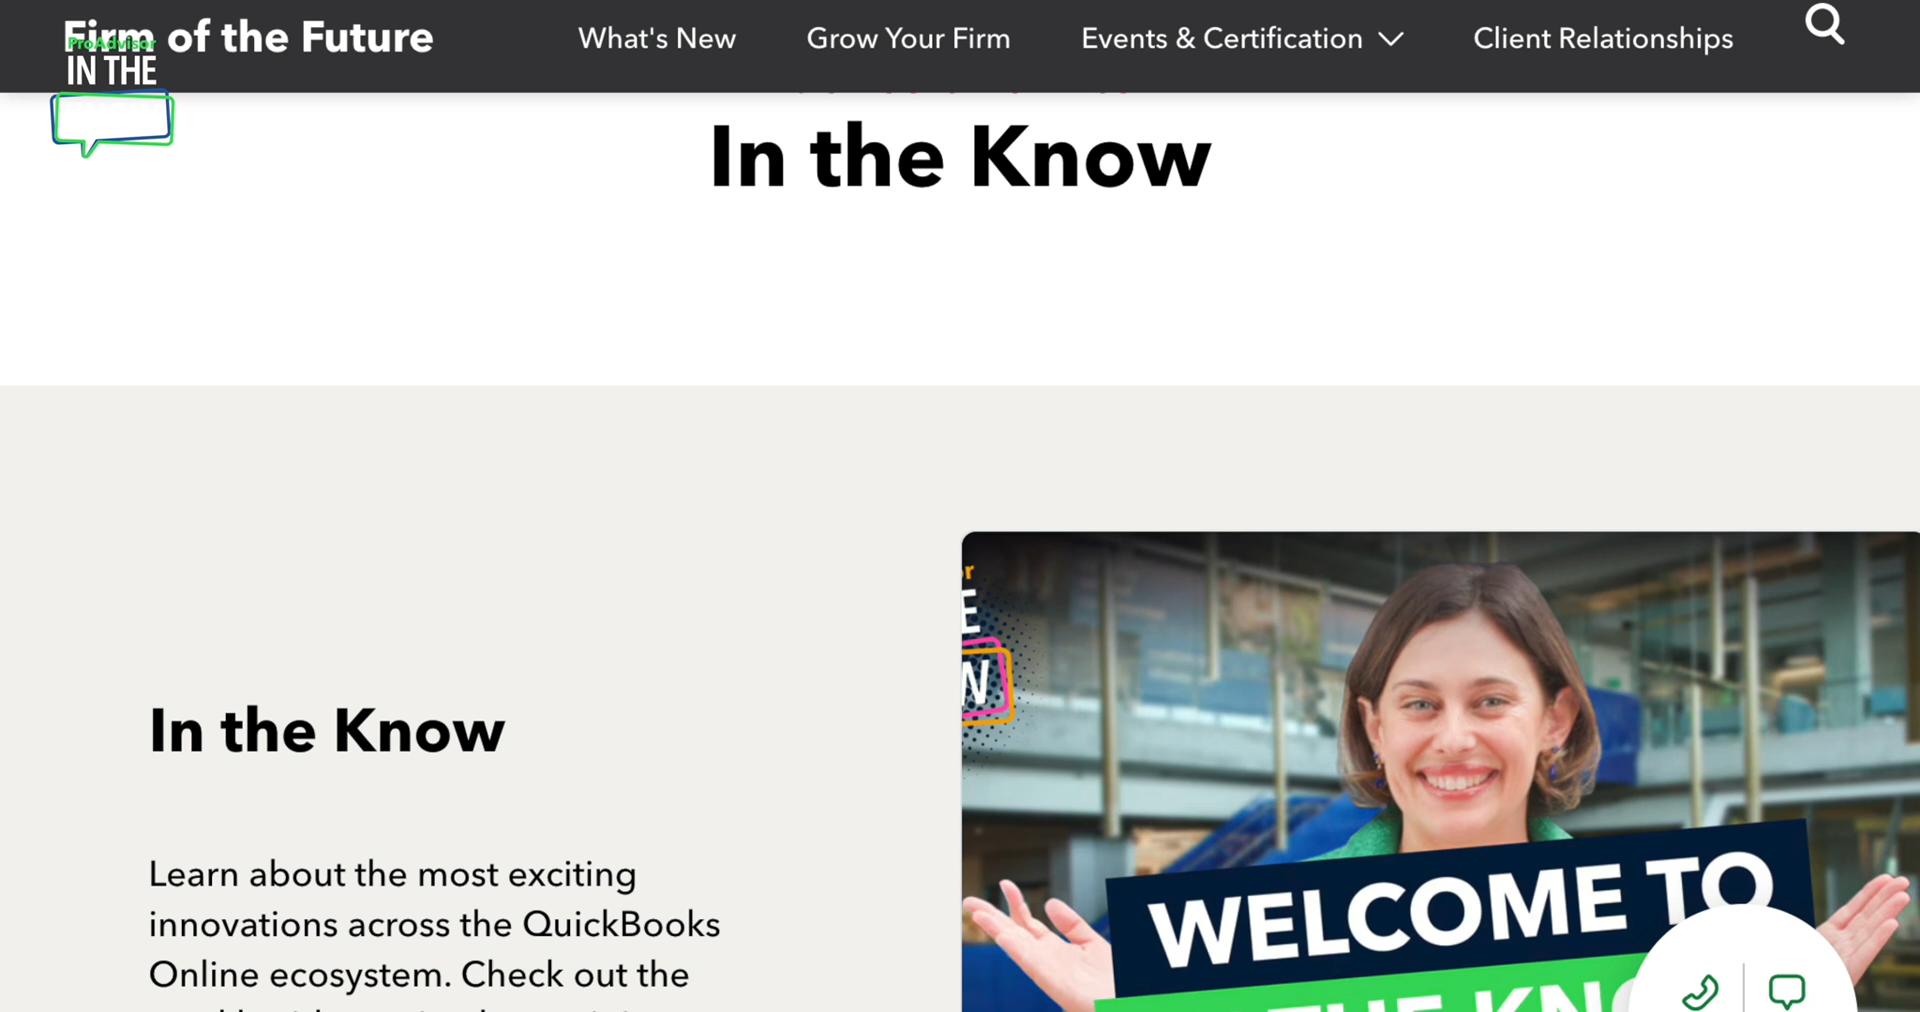 Firm of the Future
What's New
Grow Your Firm
Events & Certification
Client Relationships
ProAdvisor
IN THE
In the Know
In the Know
Learn about the most exciting
innovations across the QuickBooks
Online ecosystem. Check out the
WELCOME TO